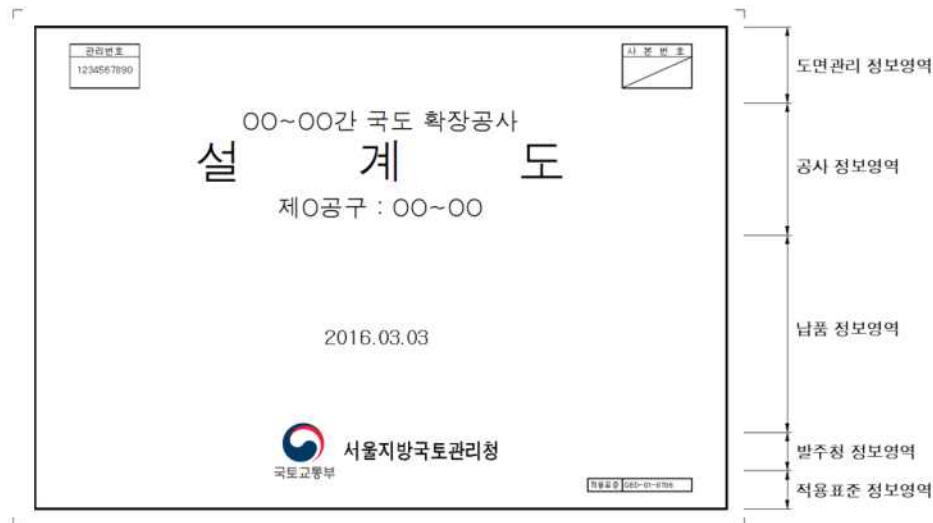 관리번호
1234567890
사 본 번 호
도면관리 정보영역
OO~OO간 국도 확장공사
설 계 도
제O공구 : OO~OO
공사 정보영역
2016.03.03
납품 정보영역
국토교통부
서울지방국토관리청
발주청 정보영역
적용표준
적용표준 정보영역